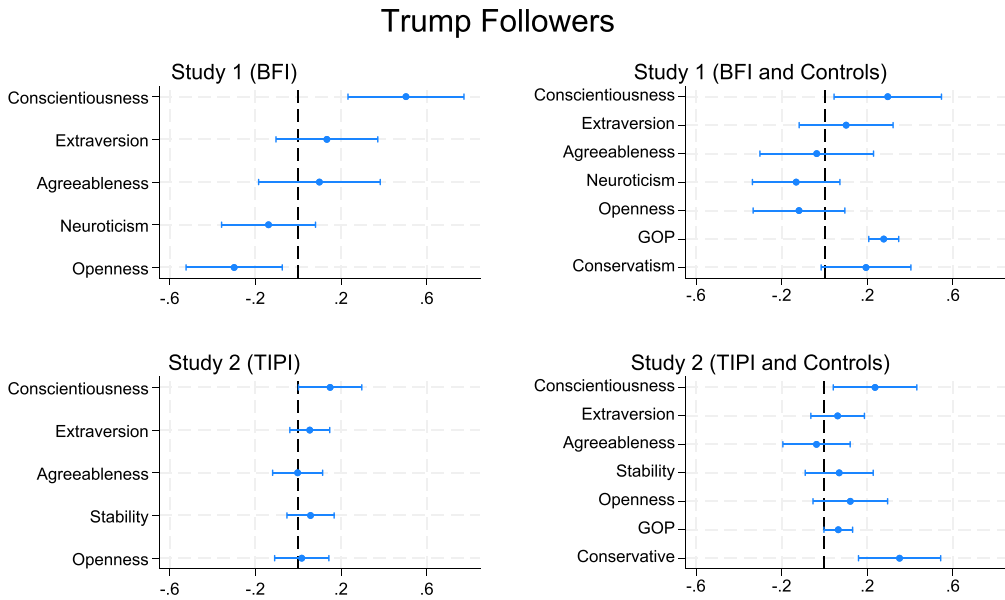 Trump Followers
Study 1 (BFI)
Conscientiousness
Extraversion
Agreeableness
Neuroticism
Openness
-.6 -.2 .2 .6
Study 1 (BFI and Controls)
Conscientiousness
Extraversion
Agreeableness
Neuroticism
Openness
GOP
Conservatism
-.6 -.2 .2 .6
Study 2 (TIPI)
Conscientiousness
Extraversion
Agreeableness
Stability
Openness
-.6 -.2 .2 .6
Study 2 (TIPI and Controls)
Conscientiousness
Extraversion
Agreeableness
Stability
Openness
GOP
Conservative
-.6 -.2 .2 .6